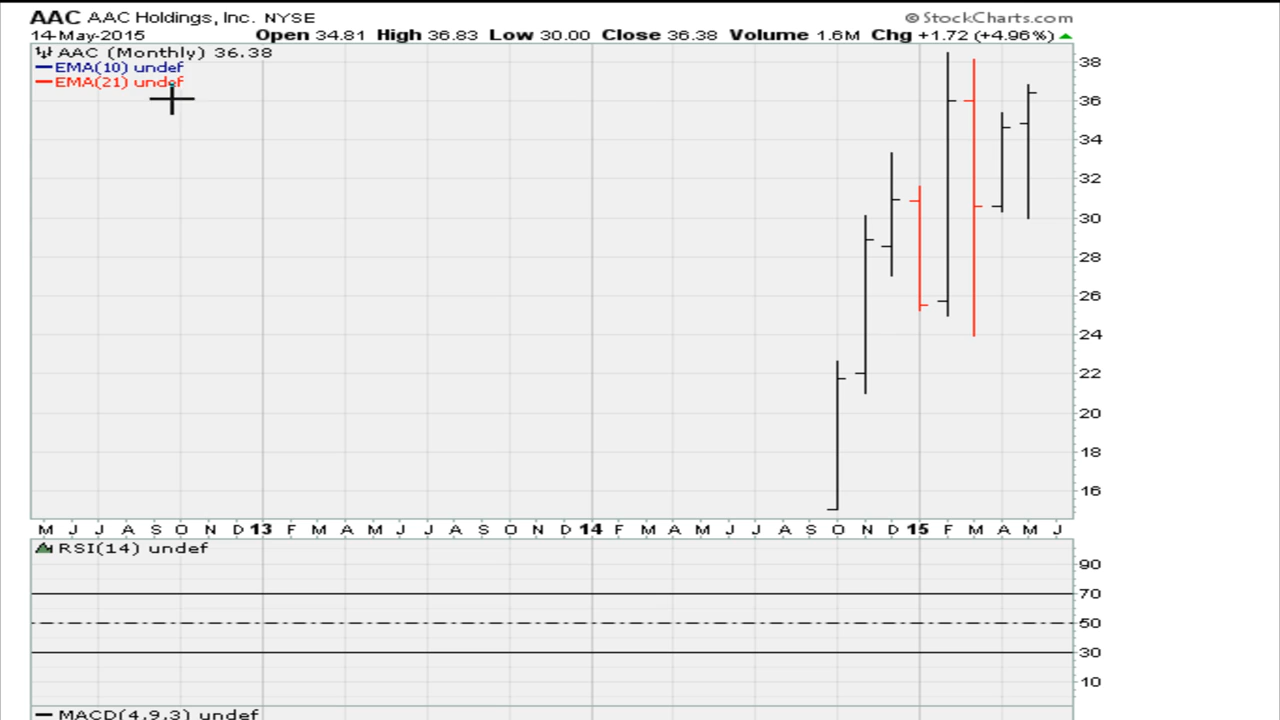 AAC AAC Holdings, Inc. NYSE © StockCharts.com
14-May-2015 Open 34.81 High 36.83 Low 30.00 Close 36.38 Volume 1.6M Chg +1.72 (+4.96%)
AAC (Monthly) 36.38
EMA(10) undef
EMA(21) undef
38
36
34
32
30
28
26
24
22
20
18
16
M J J A S O N D 13 F M A M J J A S O N D 14 F M A M J J A S O N D 15 F M A M J
RSI(14) undef
90
70
50
30
10
MACD(4,9,3) undef